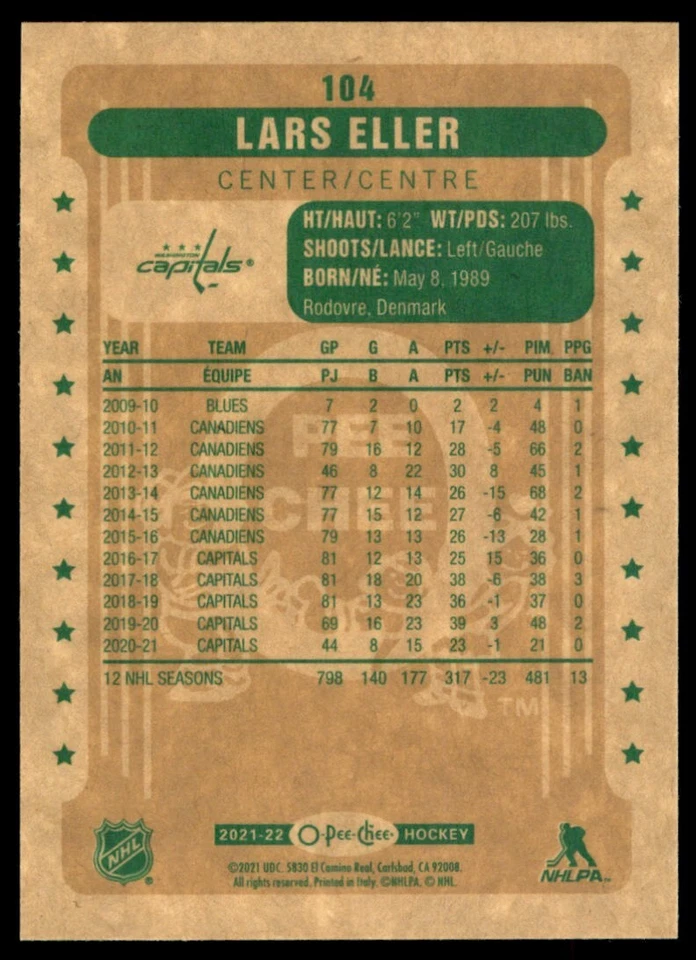 104
LARS ELLER
CENTER/CENTRE
WASHINGTON
capitals®
HT/HAUT: 6'2" WT/PDS: 207 lbs.
SHOOTS/LANCE: Left/Gauche
BORN/NÉ: May 8, 1989
Rodovre, Denmark
YEAR TEAM GP G A PTS +/- PIM PPG
AN ÉQUIPE PJ B A PTS +/- PUN BAN
2009-10 BLUES 7 2 0 2 2 4 1
2010-11 CANADIENS 77 7 10 17 -4 48 0
2011-12 CANADIENS 79 16 12 28 -5 66 2
2012-13 CANADIENS 46 8 22 30 8 45 1
2013-14 CANADIENS 77 12 14 26 -15 68 2
2014-15 CANADIENS 77 15 12 27 -6 42 1
2015-16 CANADIENS 79 13 13 26 -13 28 1
2016-17 CAPITALS 81 12 13 25 15 36 0
2017-18 CAPITALS 81 18 20 38 -6 38 3
2018-19 CAPITALS 81 13 23 36 -1 37 0
2019-20 CAPITALS 69 16 23 39 3 48 2
2020-21 CAPITALS 44 8 15 23 -1 21 0
12 NHL SEASONS 798 140 177 317 -23 481 13
PEE
CHEE
TM
2021-22 O-Pee-Chee HOCKEY
NHL®
©2021 UDC. 5830 El Camino Real, Carlsbad, CA 92008.
All rights reserved. Printed in Italy. ©NHLPA. © NHL.
NHLPA™